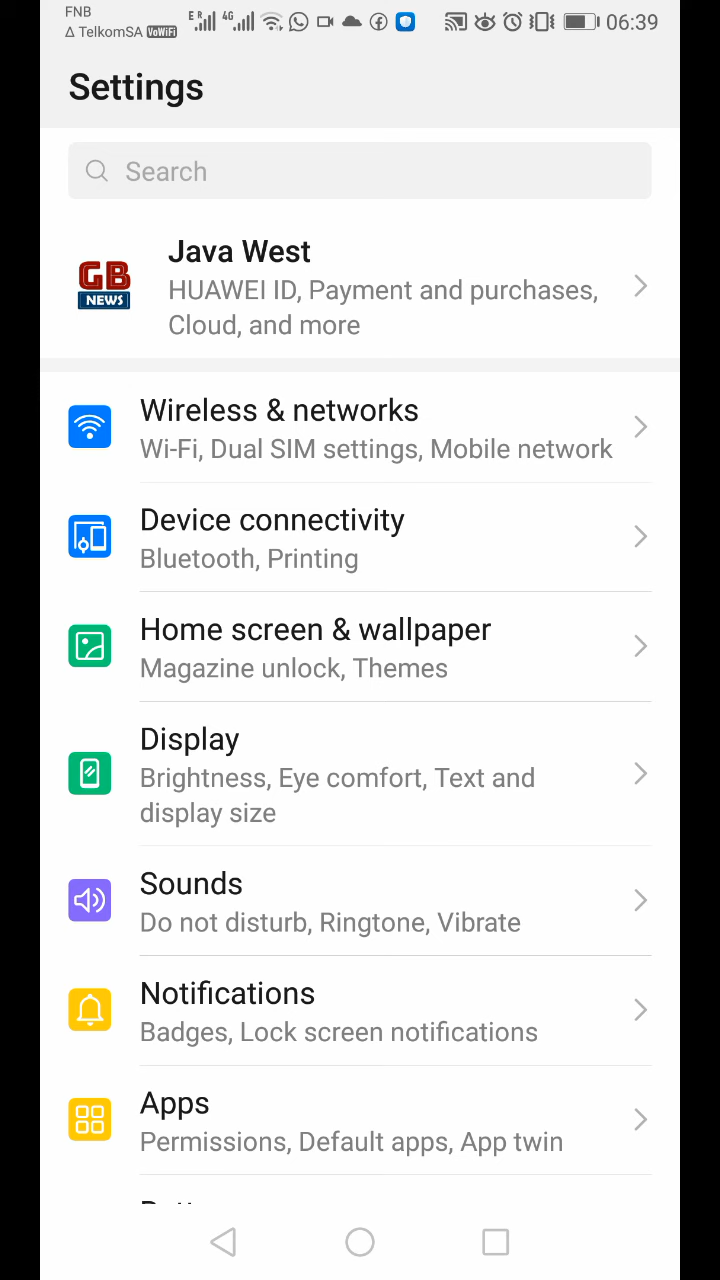 FNB
Δ TelkomSA VoWiFi
E R 4G 06:39
Settings
Search
GB
NEWS
Java West
HUAWEI ID, Payment and purchases,
Cloud, and more
Wireless & networks
Wi-Fi, Dual SIM settings, Mobile network
Device connectivity
Bluetooth, Printing
Home screen & wallpaper
Magazine unlock, Themes
Display
Brightness, Eye comfort, Text and
display size
Sounds
Do not disturb, Ringtone, Vibrate
Notifications
Badges, Lock screen notifications
Apps
Permissions, Default apps, App twin